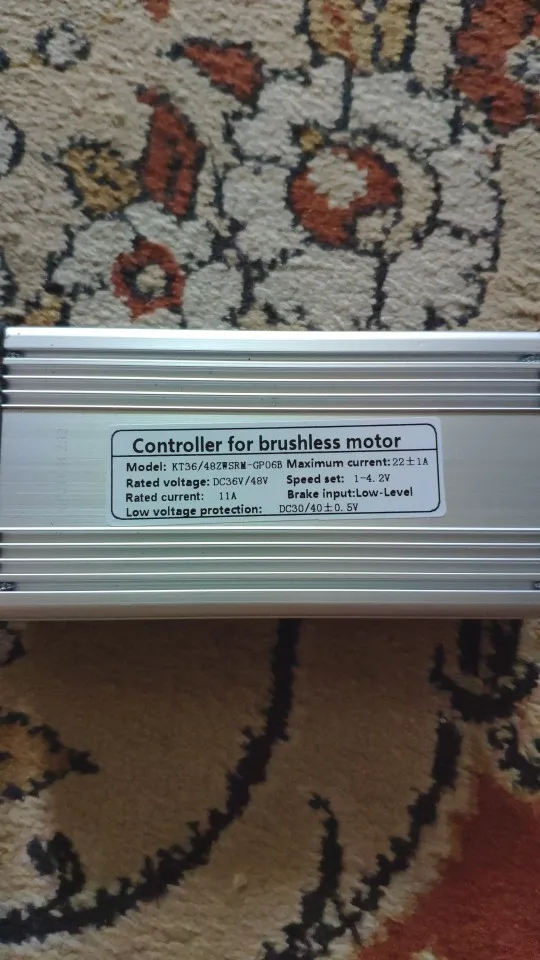 Controller for brushless motor
Model: KT36/48ZWSRM-GP06B Maximum current:22±1A
Rated voltage: DC36V/48V Speed set: 1-4.2V
Rated current: 11A Brake input:Low-Level
Low voltage protection: DC30/40±0.5V